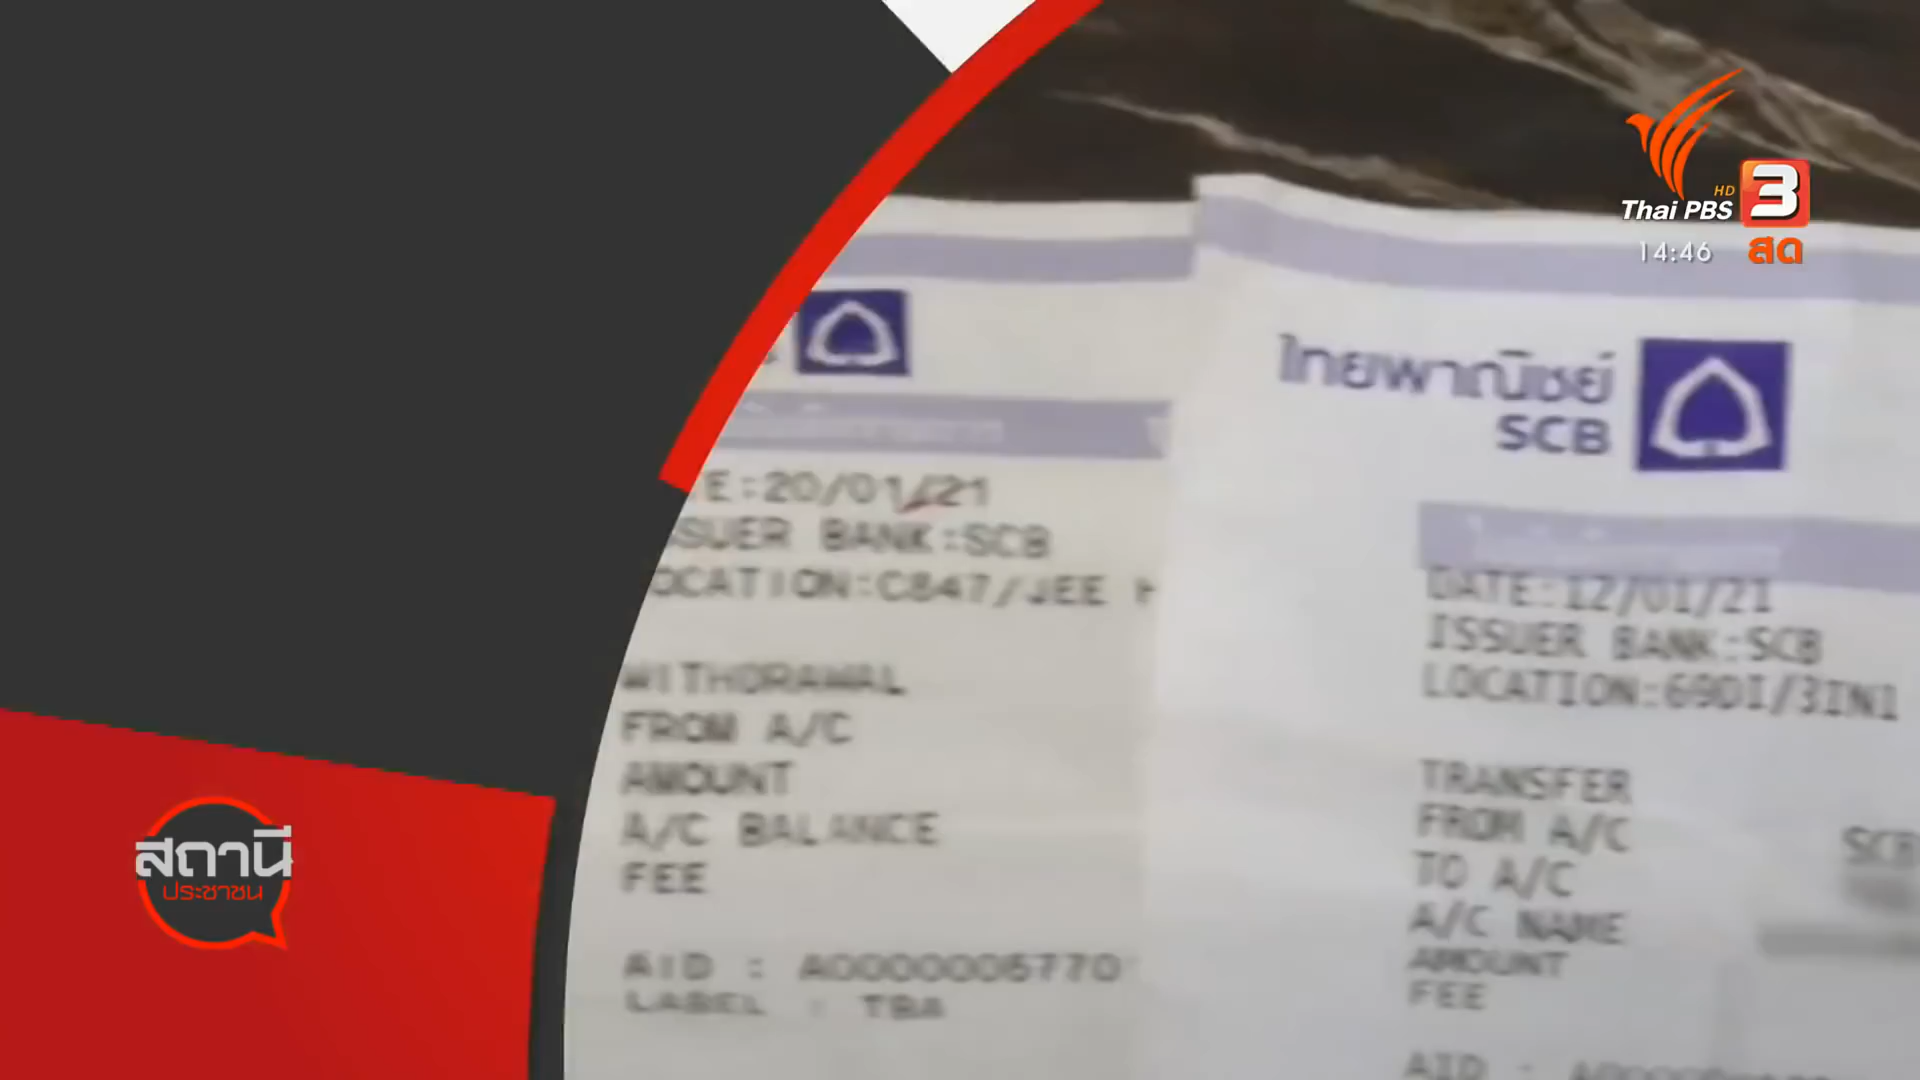 Thai PBS HD 3
14:46 สด
ไทยพาณิชย์
SCB
E:20/01/21
SSUER BANK:SCB
OCATION:C847/JEE H
WITHDRAWAL
FROM A/C
AMOUNT
A/C BALANCE
FEE
AID : A0000006770
LABEL : TBA
DATE:12/01/21
ISSUER BANK:SCB
LOCATION:69D1/3IN1
TRANSFER
FROM A/C SCB
TO A/C
A/C NAME
AMOUNT
FEE
AID :
สถานี
ประชาชน